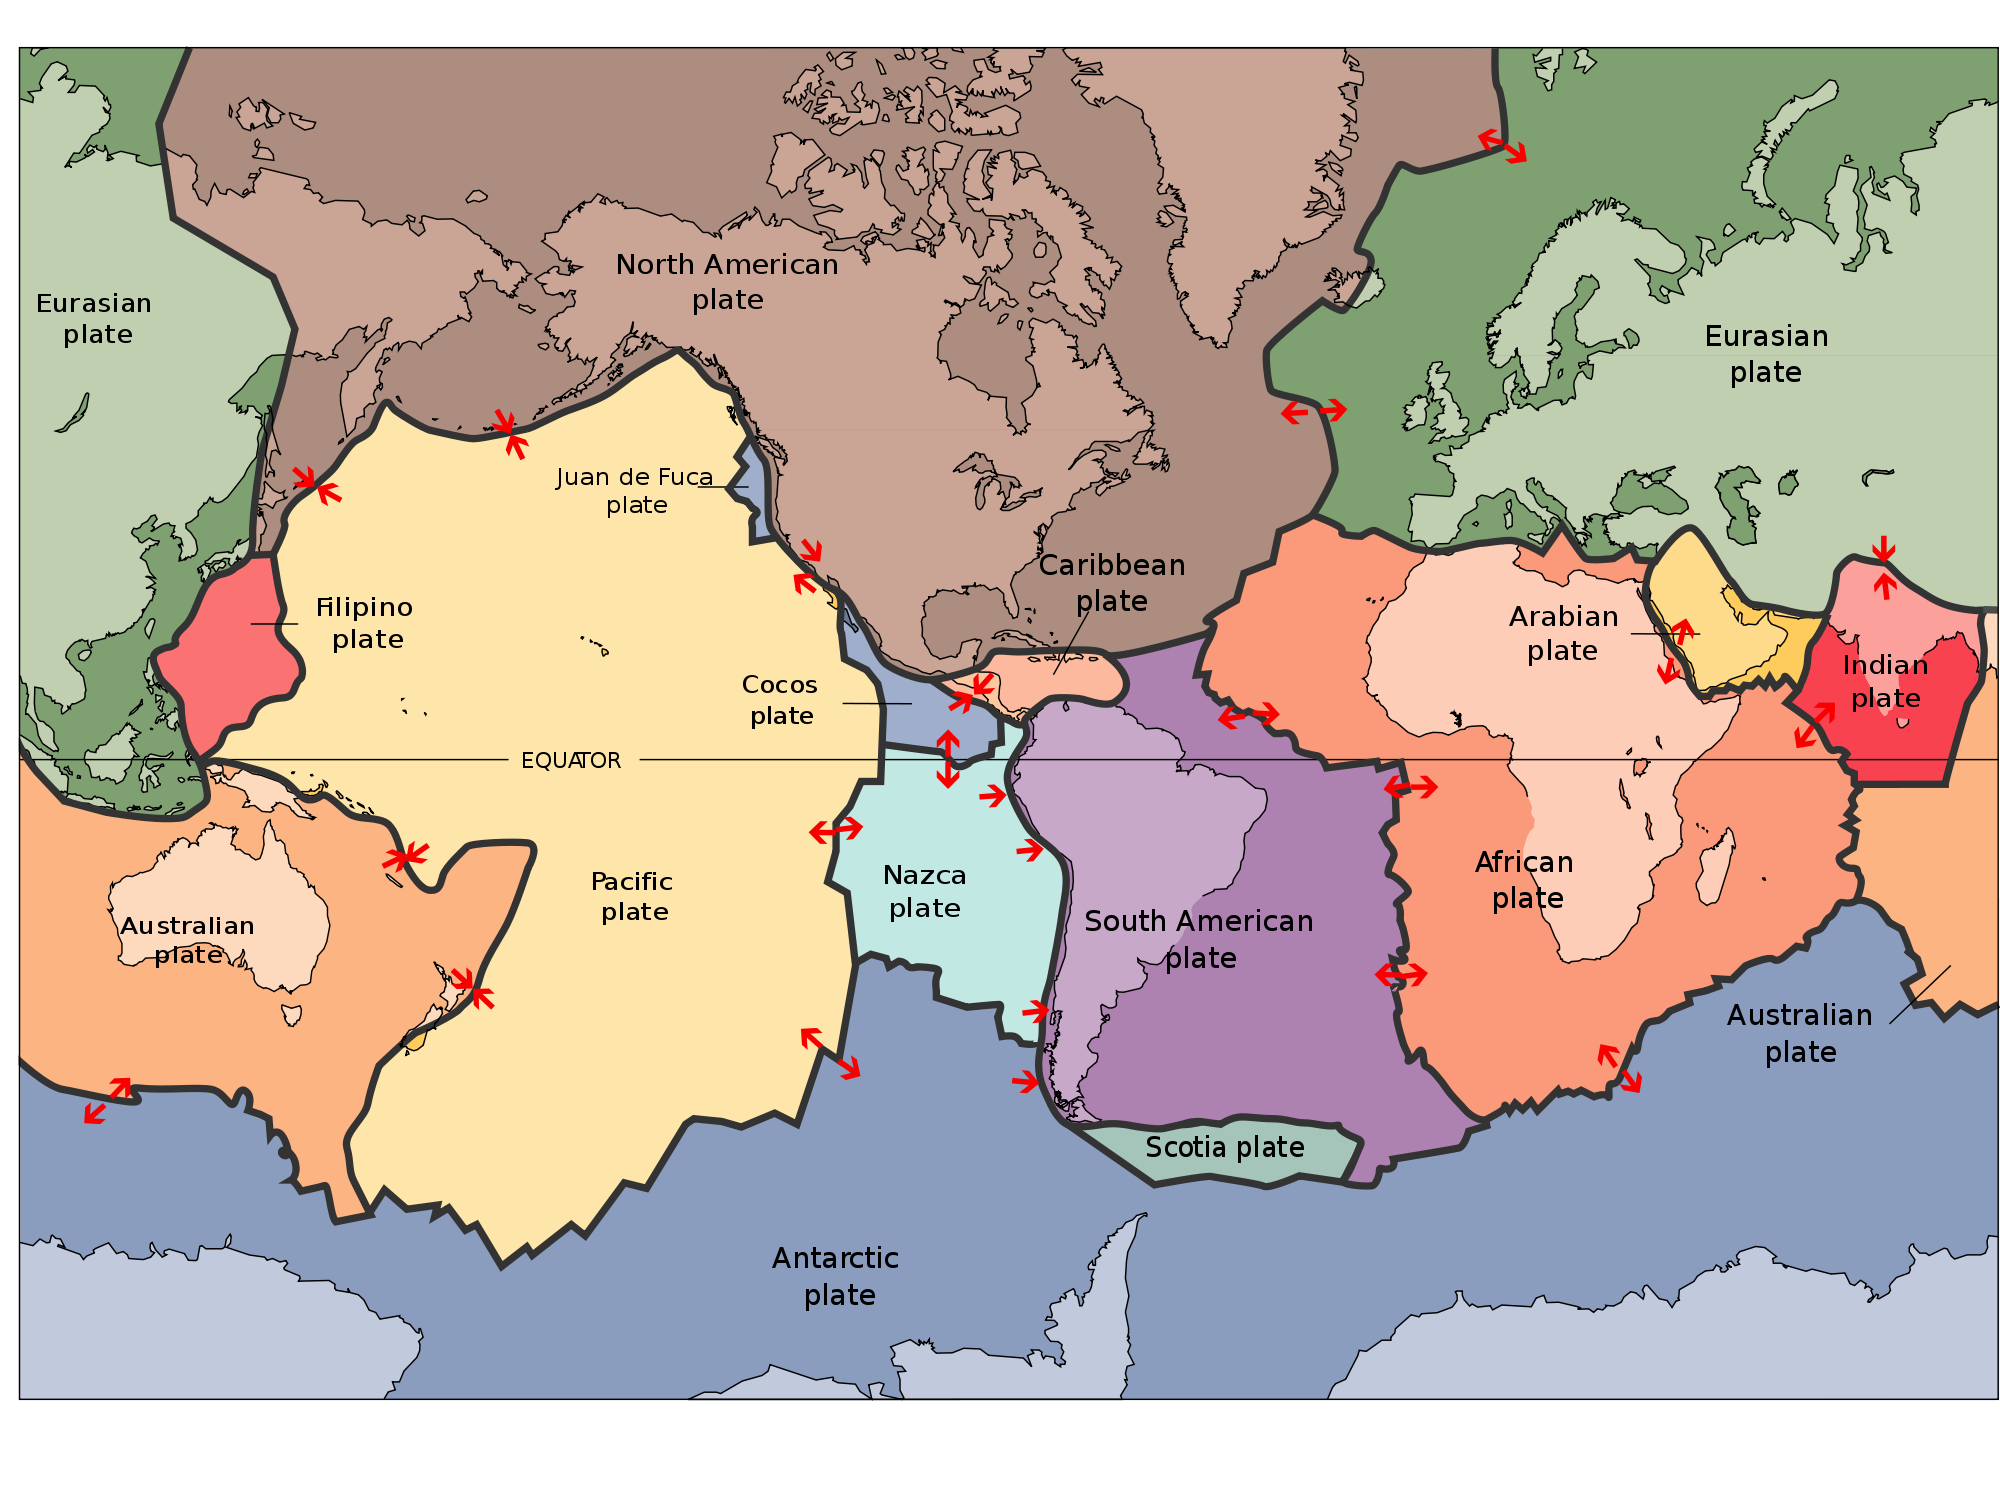 North American
plate
Eurasian
plate
Eurasian
plate
Juan de Fuca
plate
Caribbean
plate
Filipino
plate
Arabian
plate
Indian
plate
Cocos
plate
EQUATOR
African
plate
Nazca
plate
Pacific
plate
South American
plate
Australian
plate
Australian
plate
Scotia plate
Antarctic
plate